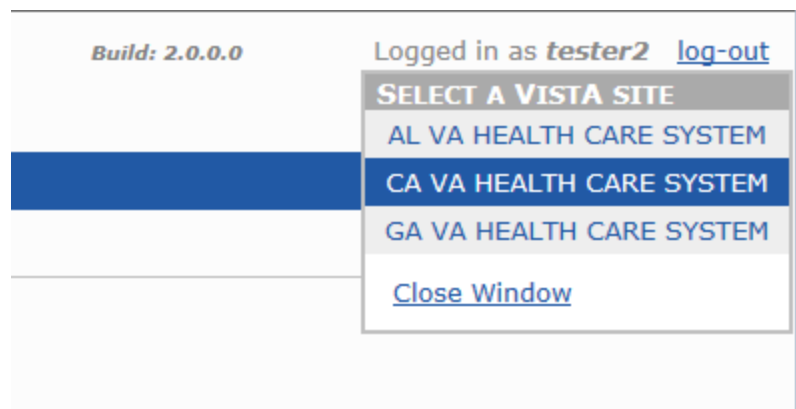 Build: 2.0.0.0 Logged in as tester2 log-out
SELECT A VISTA SITE
AL VA HEALTH CARE SYSTEM
CA VA HEALTH CARE SYSTEM
GA VA HEALTH CARE SYSTEM
Close Window